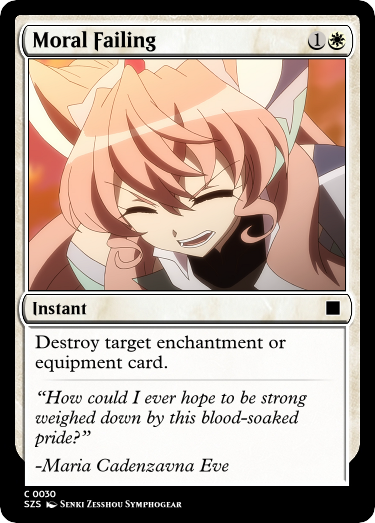 Moral Failing 1
Instant
Destroy target enchantment or
equipment card.
“How could I ever hope to be strong
weighed down by this blood-soaked
pride?”
-Maria Cadenzavna Eve
C 0030
SZS Senki Zesshou Symphogear